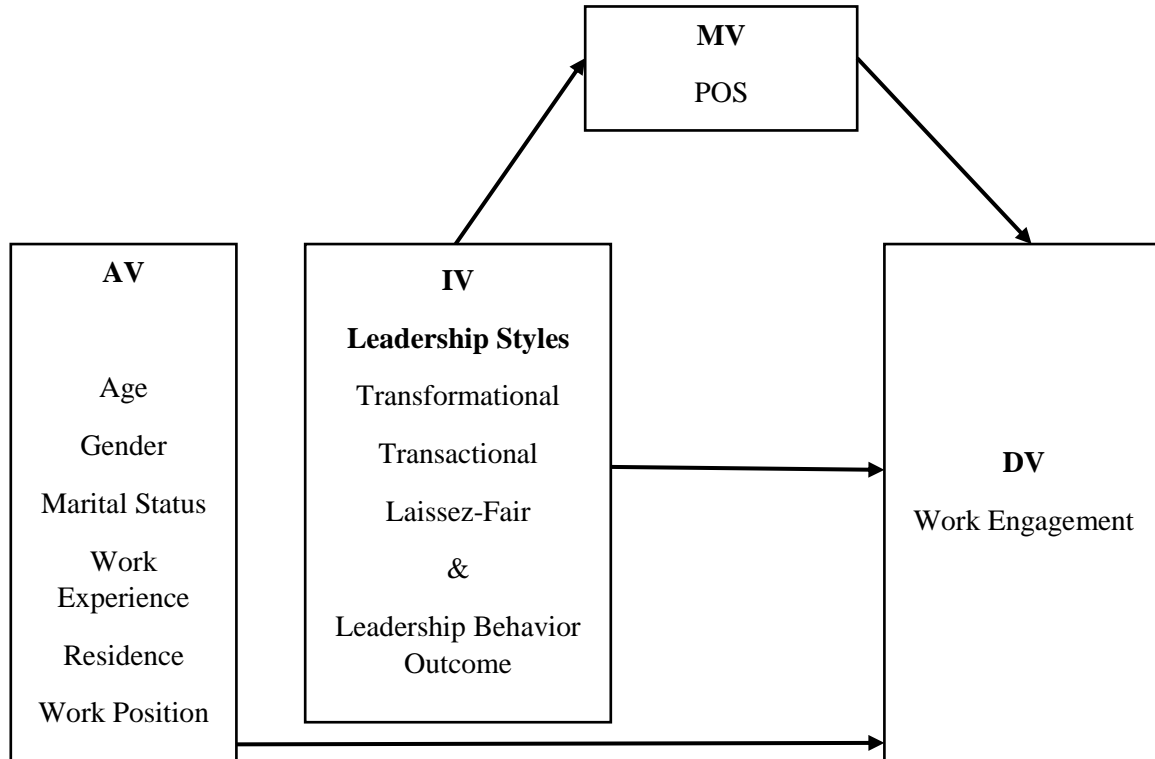 MV
POS
AV
Age
Gender
Marital Status
Work
Experience
Residence
Work Position
IV
Leadership Styles
Transformational
Transactional
Laissez-Fair
&
Leadership Behavior
Outcome
DV
Work Engagement